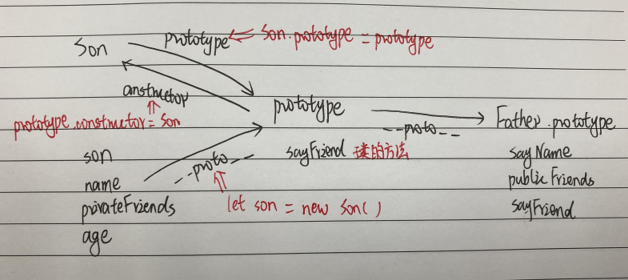 Son prototype <= Son.prototype = prototype
constructor
prototype.constructor = Son
prototype
Father.prototype
--proto--
son
name
privateFriends
age
--proto--
let son = new Son()
sayFriend 的方法
sayName
publicFriends
sayFriend